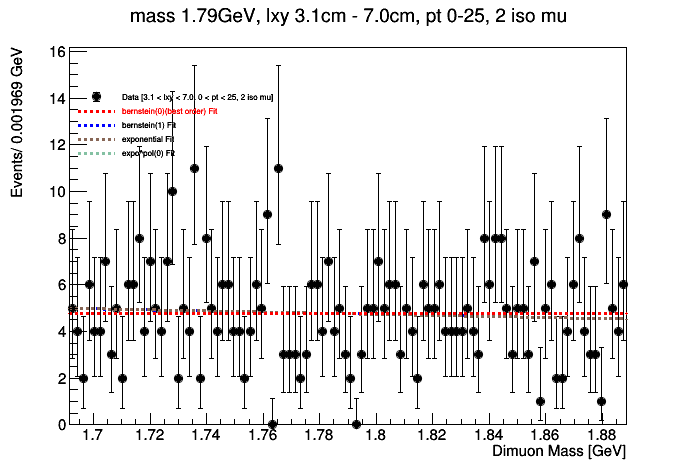 mass 1.79GeV, lxy 3.1cm - 7.0cm, pt 0-25, 2 iso mu
Events/ 0.001969 GeV
16
14
12
10
8
6
4
2
0
Data [3.1 < lxy < 7.0, 0 < pt < 25, 2 iso mu]
bernstein(0)(best order) Fit
bernstein(1) Fit
exponential Fit
expo*pol(0) Fit
1.7 1.72 1.74 1.76 1.78 1.8 1.82 1.84 1.86 1.88
Dimuon Mass [GeV]